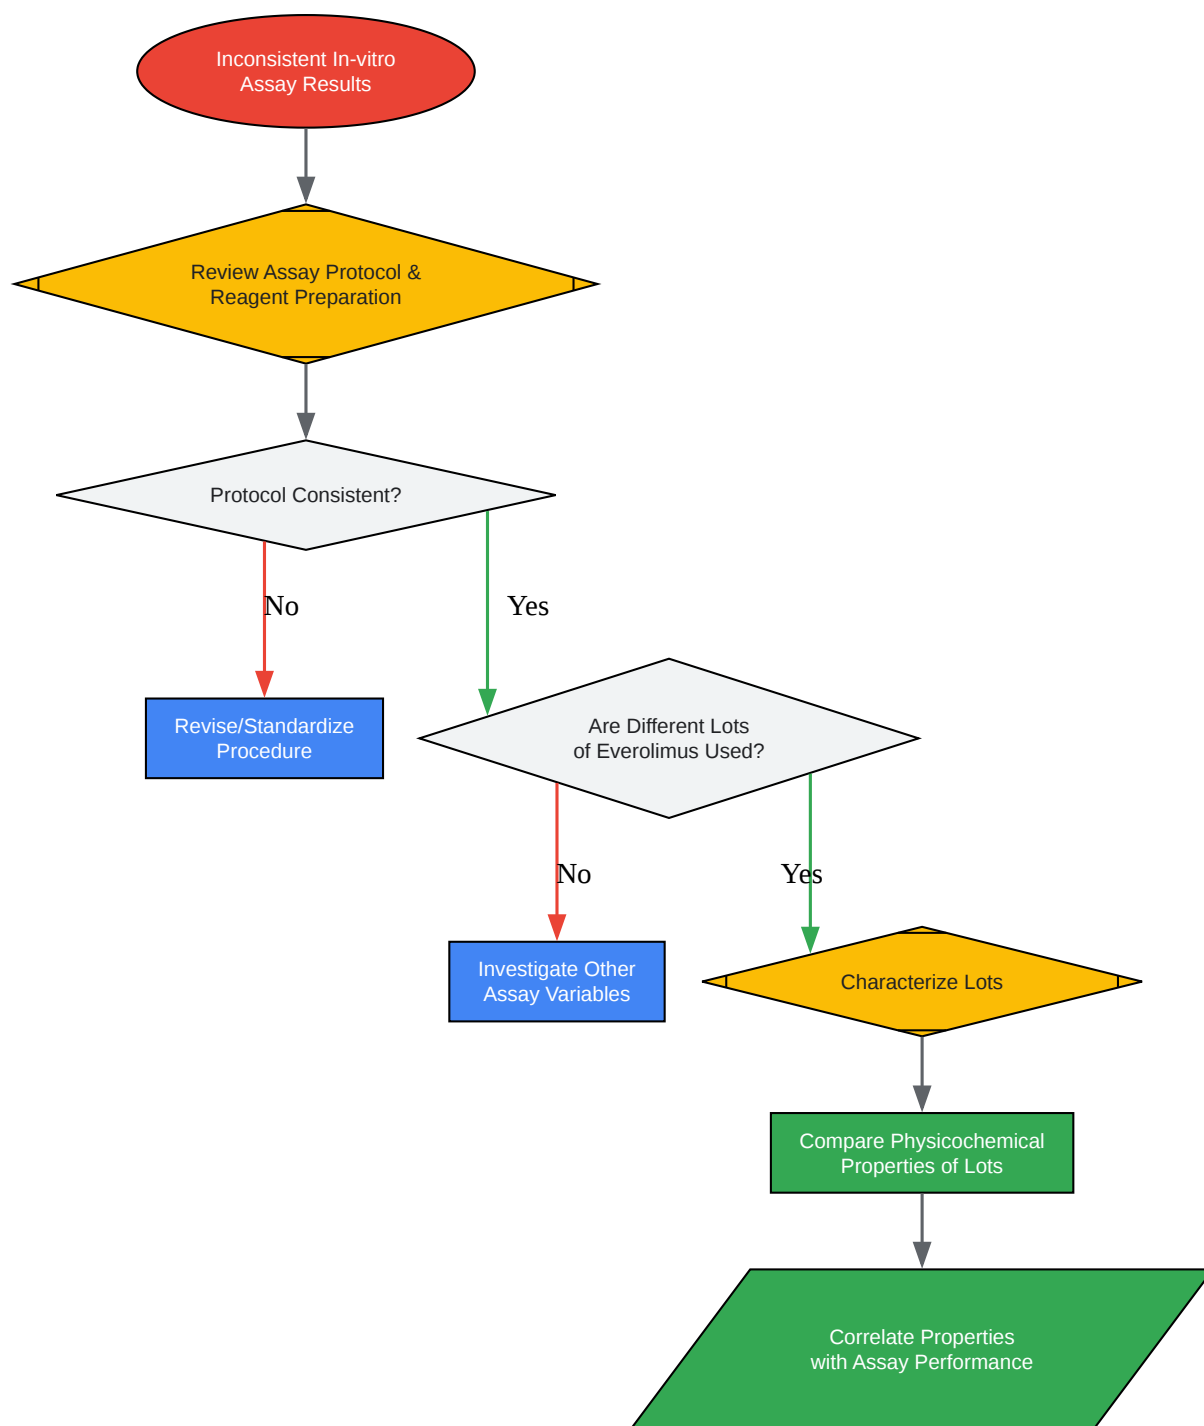 Inconsistent In-vitro
Assay Results
Review Assay Protocol &
Reagent Preparation
Protocol Consistent?
No
Yes
Revise/Standardize
Procedure
Are Different Lots
of Everolimus Used?
No
Yes
Investigate Other
Assay Variables
Characterize Lots
Compare Physicochemical
Properties of Lots
Correlate Properties
with Assay Performance